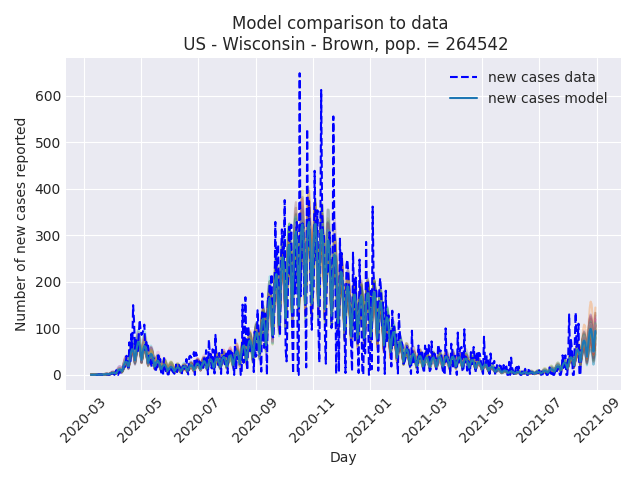 Model comparison to data
US - Wisconsin - Brown, pop. = 264542
new cases data
new cases model
Number of new cases reported
600
500
400
300
200
100
0
2020-03
2020-05
2020-07
2020-09
2020-11
2021-01
2021-03
2021-05
2021-07
2021-09
Day